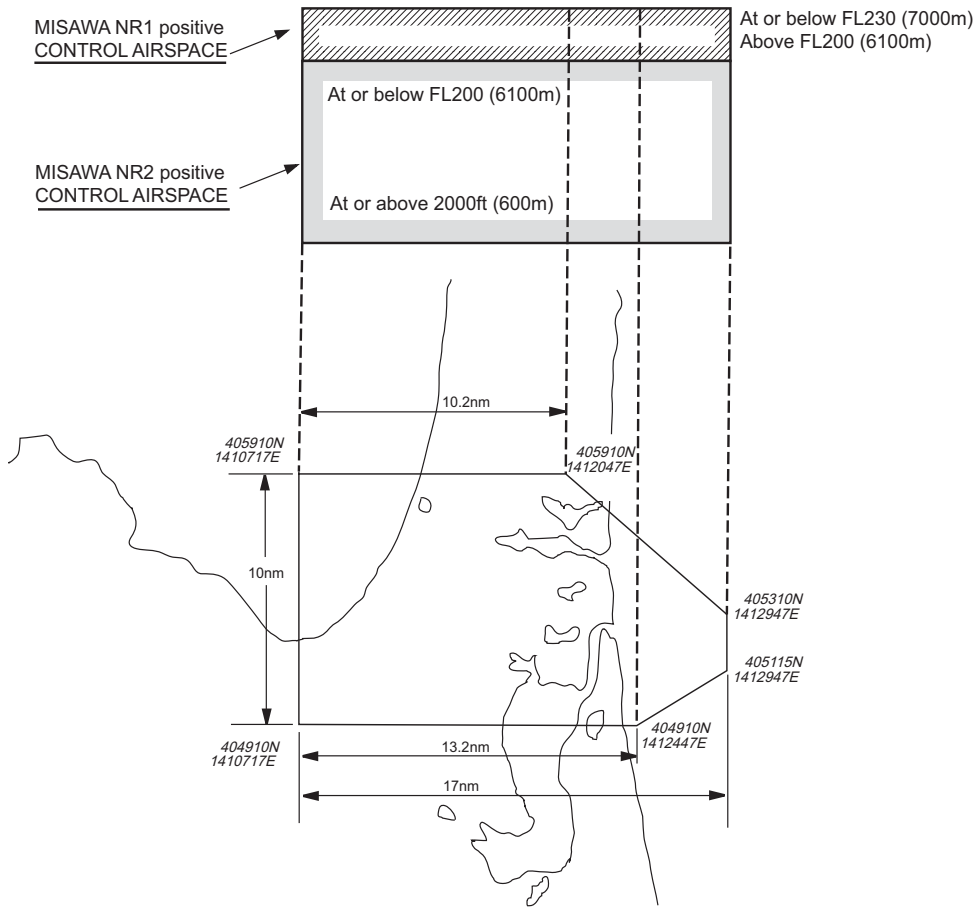 MISAWA NR1 positive
CONTROL AIRSPACE
At or below FL230 (7000m)
Above FL200 (6100m)
At or below FL200 (6100m)
MISAWA NR2 positive
CONTROL AIRSPACE
At or above 2000ft (600m)
10.2nm
405910N
1410717E
405910N
1412047E
10nm
405310N
1412947E
405115N
1412947E
404910N
1410717E
13.2nm
404910N
1412447E
17nm